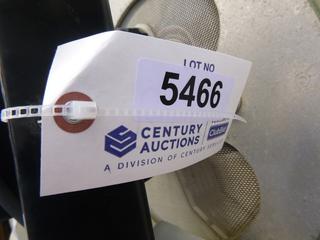 LOT NO
5466
CENTURY
AUCTIONS
A DIVISION OF CENTURY